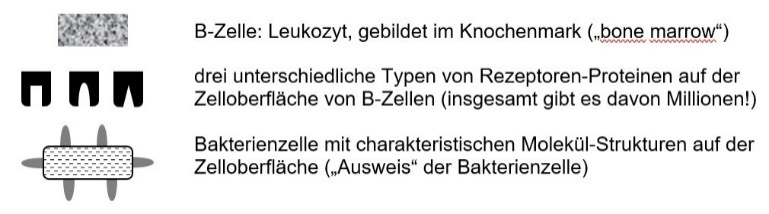 B-Zelle: Leukozyt, gebildet im Knochenmark („bone marrow“)
drei unterschiedliche Typen von Rezeptoren-Proteinen auf der
Zelloberfläche von B-Zellen (insgesamt gibt es davon Millionen!)
Bakterienzelle mit charakteristischen Molekül-Strukturen auf der
Zelloberfläche („Ausweis“ der Bakterienzelle)